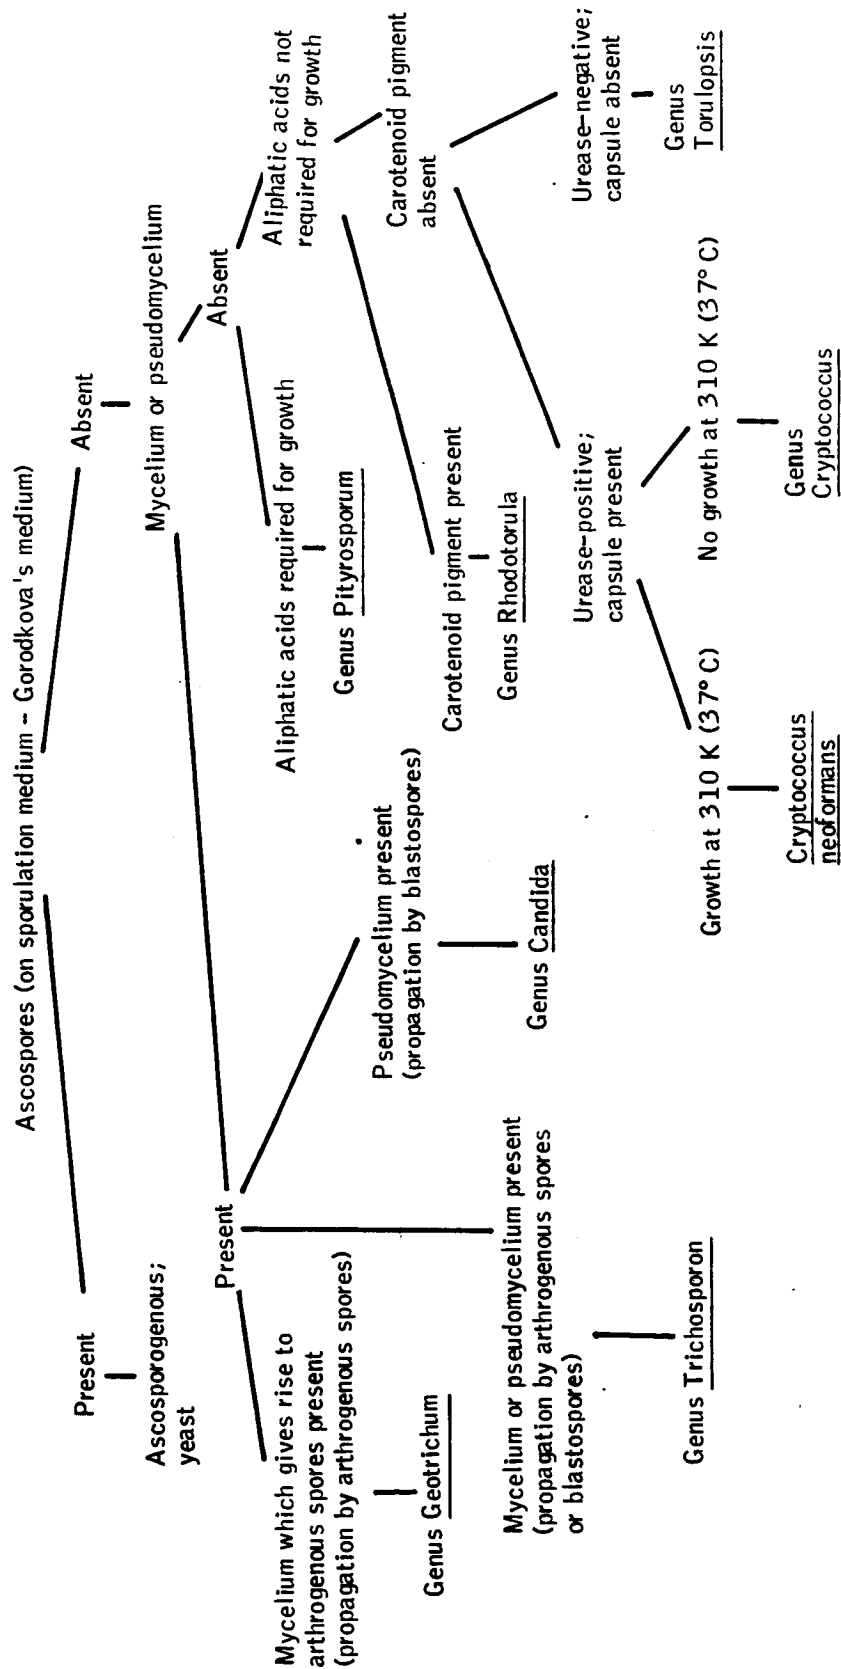 Ascospores (on sporulation medium - Gorodkova's medium)
Present
Absent
Ascosporogenous;
yeast
Mycelium or pseudomycelium
Present
Absent
Mycelium which gives rise to
arthrogenous spores present
(propagation by arthrogenous spores)
Genus Geotrichum
Mycelium or pseudomycelium present
(propagation by arthrogenous spores
or blastospores)
Genus Trichosporon
Pseudomycelium present
(propagation by blastospores)
Genus Candida
Aliphatic acids required for growth
Genus Pityrosporum
Aliphatic acids not
required for growth
Carotenoid pigment present
Genus Rhodotorula
Carotenoid pigment
absent
Urease-positive;
capsule present
Urease-negative;
capsule absent
Genus
Torulopsis
Growth at 310 K (37° C)
Cryptococcus
neoformans
No growth at 310 K (37° C)
Genus
Cryptococcus